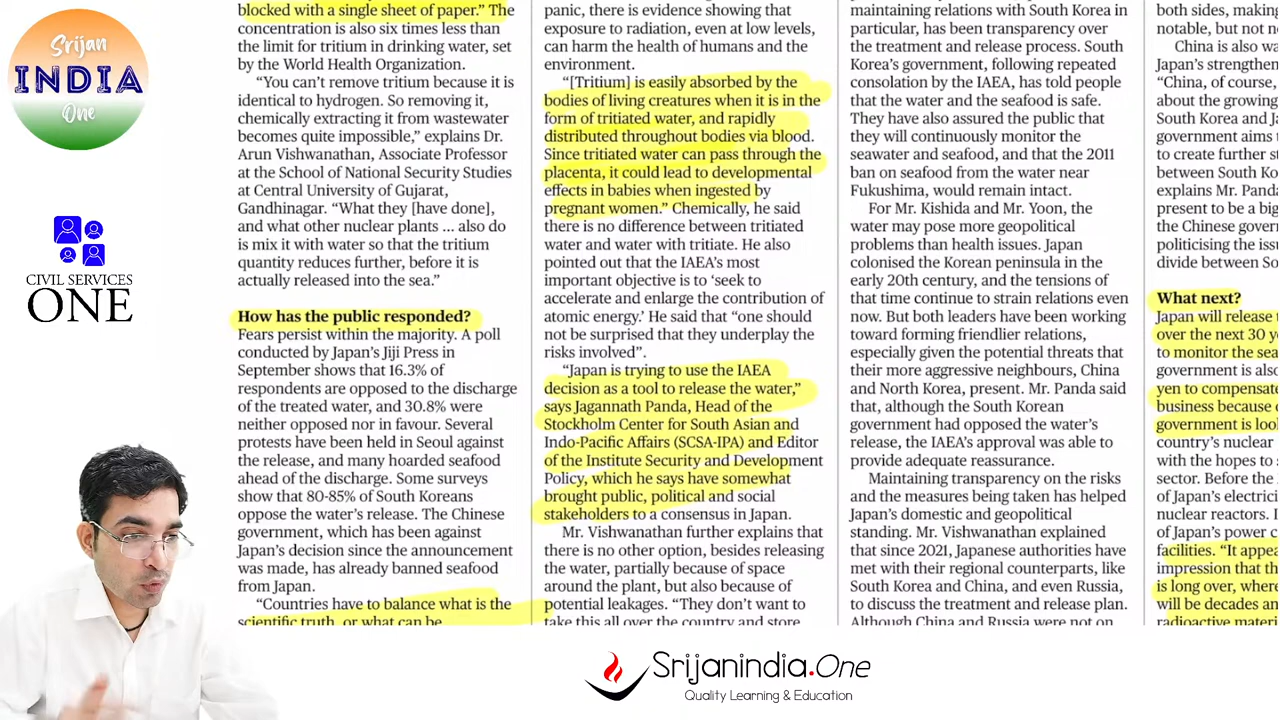 Srijan
INDIA
One
CIVIL SERVICES
ONE
blocked with a single sheet of paper.” The
concentration is also six times less than
the limit for tritium in drinking water, set
by the World Health Organization.
“You can’t remove tritium because it is
identical to hydrogen. So removing it,
chemically extracting it from wastewater
becomes quite impossible,” explains Dr.
Arun Vishwanathan, Associate Professor
at the School of National Security Studies
at Central University of Gujarat,
Gandhinagar. “What they [have done],
and what other nuclear plants ... also do
is mix it with water so that the tritium
quantity reduces further, before it is
actually released into the sea.”
How has the public responded?
Fears persist within the majority. A poll
conducted by Japan’s Jiji Press in
September shows that 16.3% of
respondents are opposed to the discharge
of the treated water, and 30.8% were
neither opposed nor in favour. Several
protests have been held in Seoul against
the release, and many hoarded seafood
ahead of the discharge. Some surveys
show that 80-85% of South Koreans
oppose the water’s release. The Chinese
government, which has been against
Japan’s decision since the announcement
was made, has already banned seafood
from Japan.
“Countries have to balance what is the
scientific truth, or what can be
panic, there is evidence showing that
exposure to radiation, even at low levels,
can harm the health of humans and the
environment.
“[Tritium] is easily absorbed by the
bodies of living creatures when it is in the
form of tritiated water, and rapidly
distributed throughout bodies via blood.
Since tritiated water can pass through the
placenta, it could lead to developmental
effects in babies when ingested by
pregnant women.” Chemically, he said
there is no difference between tritiated
water and water with tritiate. He also
pointed out that the IAEA’s most
important objective is to ‘seek to
accelerate and enlarge the contribution of
atomic energy.’ He said that “one should
not be surprised that they underplay the
risks involved”.
“Japan is trying to use the IAEA
decision as a tool to release the water,”
says Jagannath Panda, Head of the
Stockholm Center for South Asian and
Indo-Pacific Affairs (SCSA-IPA) and Editor
of the Institute Security and Development
Policy, which he says have somewhat
brought public, political and social
stakeholders to a consensus in Japan.
Mr. Vishwanathan further explains that
there is no other option, besides releasing
the water, partially because of space
around the plant, but also because of
potential leakages. “They don’t want to
take this all over the country and store
maintaining relations with South Korea in
particular, has been transparency over
the treatment and release process. South
Korea’s government, following repeated
consolation by the IAEA, has told people
that the water and the seafood is safe.
They have also assured the public that
they will continuously monitor the
seawater and seafood, and that the 2011
ban on seafood from the water near
Fukushima, would remain intact.
For Mr. Kishida and Mr. Yoon, the
water may pose more geopolitical
problems than health issues. Japan
colonised the Korean peninsula in the
early 20th century, and the tensions of
that time continue to strain relations even
now. But both leaders have been working
toward forming friendlier relations,
especially given the potential threats that
their more aggressive neighbours, China
and North Korea, present. Mr. Panda said
that, although the South Korean
government had opposed the water’s
release, the IAEA’s approval was able to
provide adequate reassurance.
Maintaining transparency on the risks
and the measures being taken has helped
Japan’s domestic and geopolitical
standing. Mr. Vishwanathan explained
that since 2021, Japanese authorities have
met with their regional counterparts, like
South Korea and China, and even Russia,
to discuss the treatment and release plan.
Although China and Russia were not on
both sides, making
notable, but not
China is also wa
Japan’s strengthen
“China, of course,
about the growing
South Korea and
government aims
to create further
between South
explains Mr. Pand
present to be a big
the Chinese gover
politicising the
divide between
What next?
Japan will release
over the next 30
to monitor the sea
government is also
yen to compensate
business because
government is
country’s nuclear
with the hopes to
sector. Before the
of Japan’s electrici
nuclear reactors.
of Japan’s power
facilities. “It appea
impression that th
is long over, where
will be decades an
radioactive materi
Srijanindia.One
Quality Learning & Education